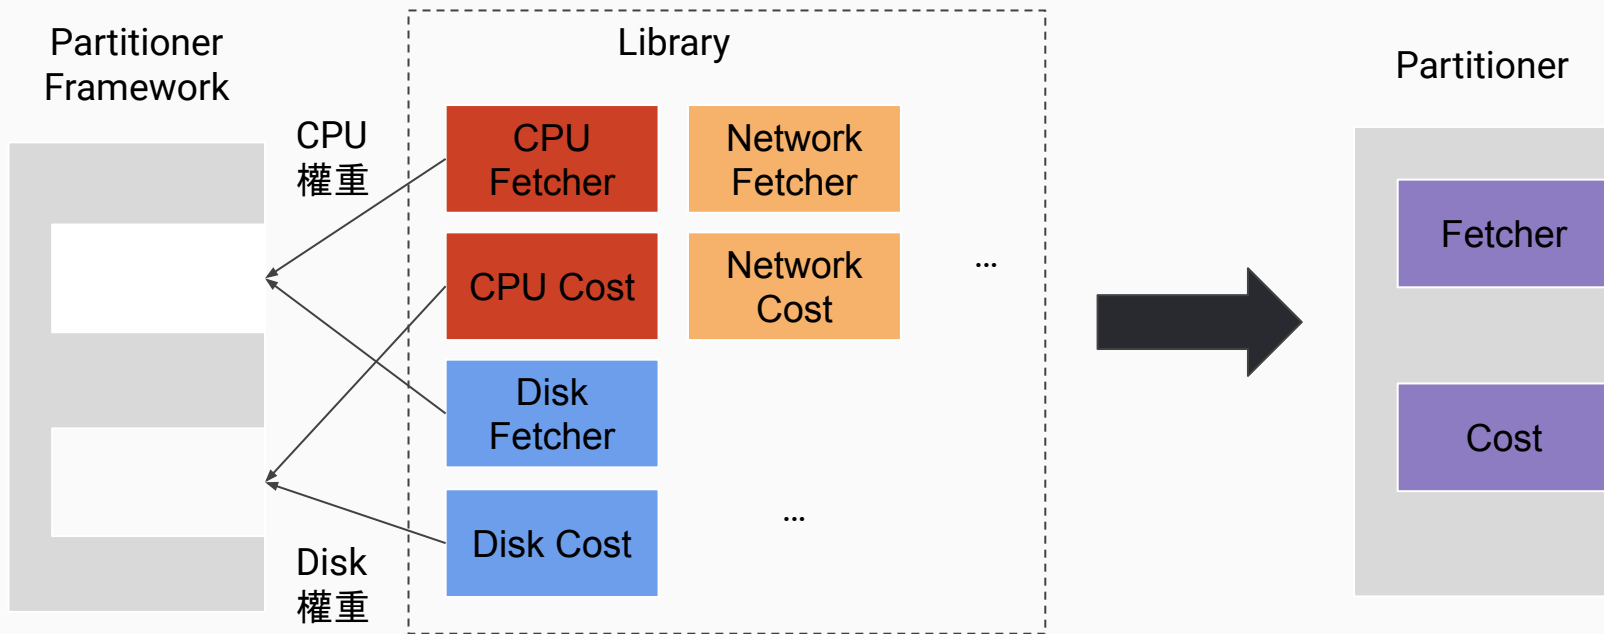 Partitioner
Framework
CPU
權重
Disk
權重
Library
CPU
Fetcher
Network
Fetcher
CPU Cost
Network
Cost
...
Disk
Fetcher
Disk Cost
...
Partitioner
Fetcher
Cost